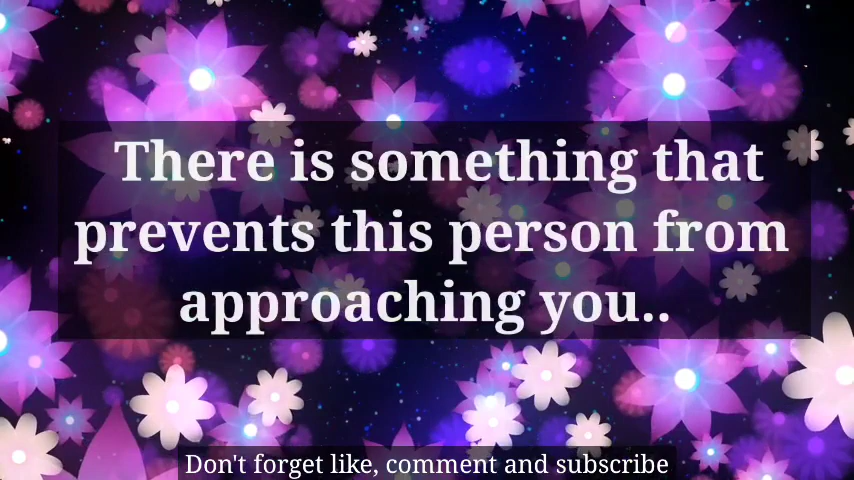 There is something that
prevents this person from
approaching you..
Don't forget like, comment and subscribe